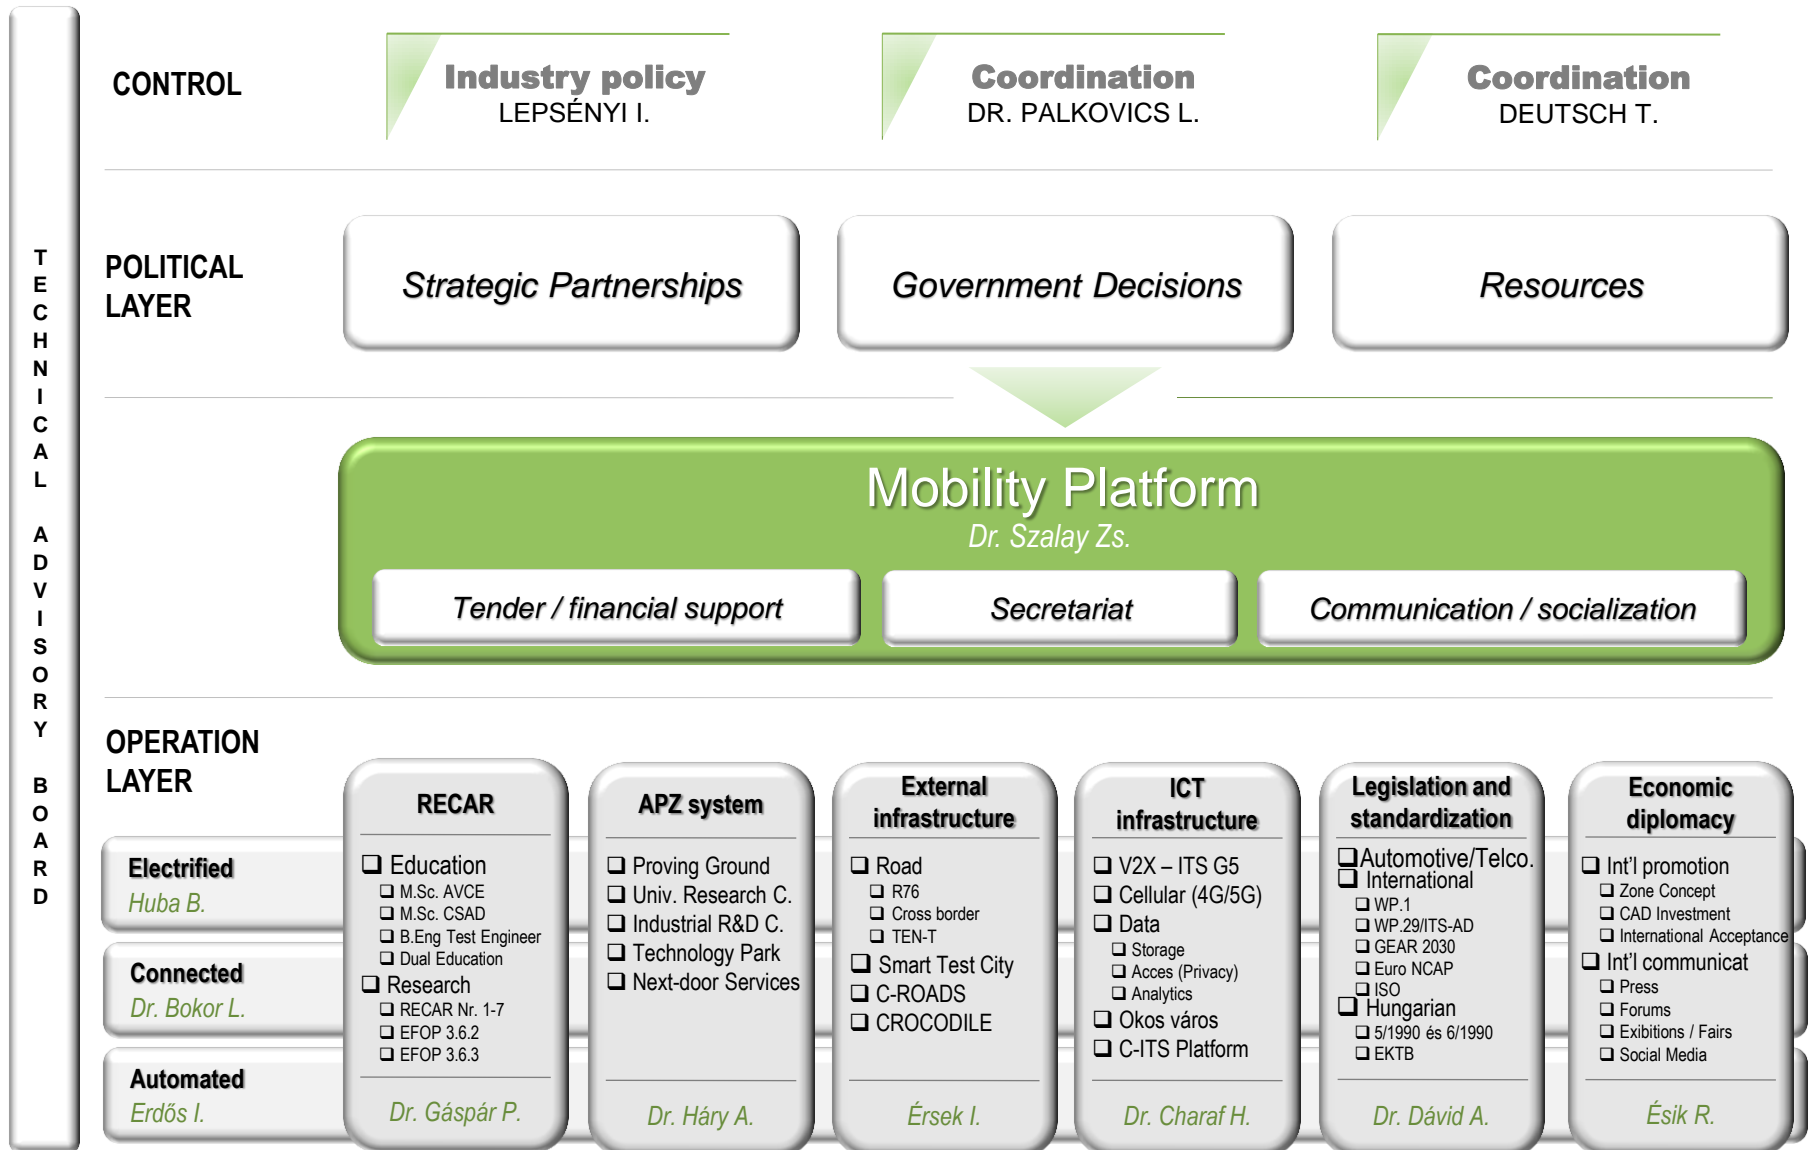 TECHNICAL ADVISORY BOARD
CONTROL
Industry policy
LEPSÉNYI I.
Coordination
DR. PALKOVICS L.
Coordination
DEUTSCH T.
POLITICAL
LAYER
Strategic Partnerships
Government Decisions
Resources
Mobility Platform
Dr. Szalay Zs.
Tender / financial support
Secretariat
Communication / socialization
OPERATION
LAYER
Electrified
Huba B.
Connected
Dr. Bokor L.
Automated
Erdős I.
RECAR
❑ Education
❑ M.Sc. AVCE
❑ M.Sc. CSAD
❑ B.Eng Test Engineer
❑ Dual Education
❑ Research
❑ RECAR Nr. 1-7
❑ EFOP 3.6.2
❑ EFOP 3.6.3
Dr. Gáspár P.
APZ system
❑ Proving Ground
❑ Univ. Research C.
❑ Industrial R&D C.
❑ Technology Park
❑ Next-door Services
Dr. Háry A.
External
infrastructure
❑ Road
❑ R76
❑ Cross border
❑ TEN-T
❑ Smart Test City
❑ C-ROADS
❑ CROCODILE
Érsek I.
ICT
infrastructure
❑ V2X – ITS G5
❑ Cellular (4G/5G)
❑ Data
❑ Storage
❑ Acces (Privacy)
❑ Analytics
❑ Okos város
❑ C-ITS Platform
Dr. Charaf H.
Legislation and
standardization
❑Automotive/Telco.
❑ International
❑ WP.1
❑ WP.29/ITS-AD
❑ GEAR 2030
❑ Euro NCAP
❑ ISO
❑ Hungarian
❑ 5/1990 és 6/1990
❑ EKTB
Dr. Dávid A.
Economic
diplomacy
❑ Int'l promotion
❑ Zone Concept
❑ CAD Investment
❑ International Acceptance
❑ Int'l communicat
❑ Press
❑ Forums
❑ Exibitions / Fairs
❑ Social Media
Ésik R.